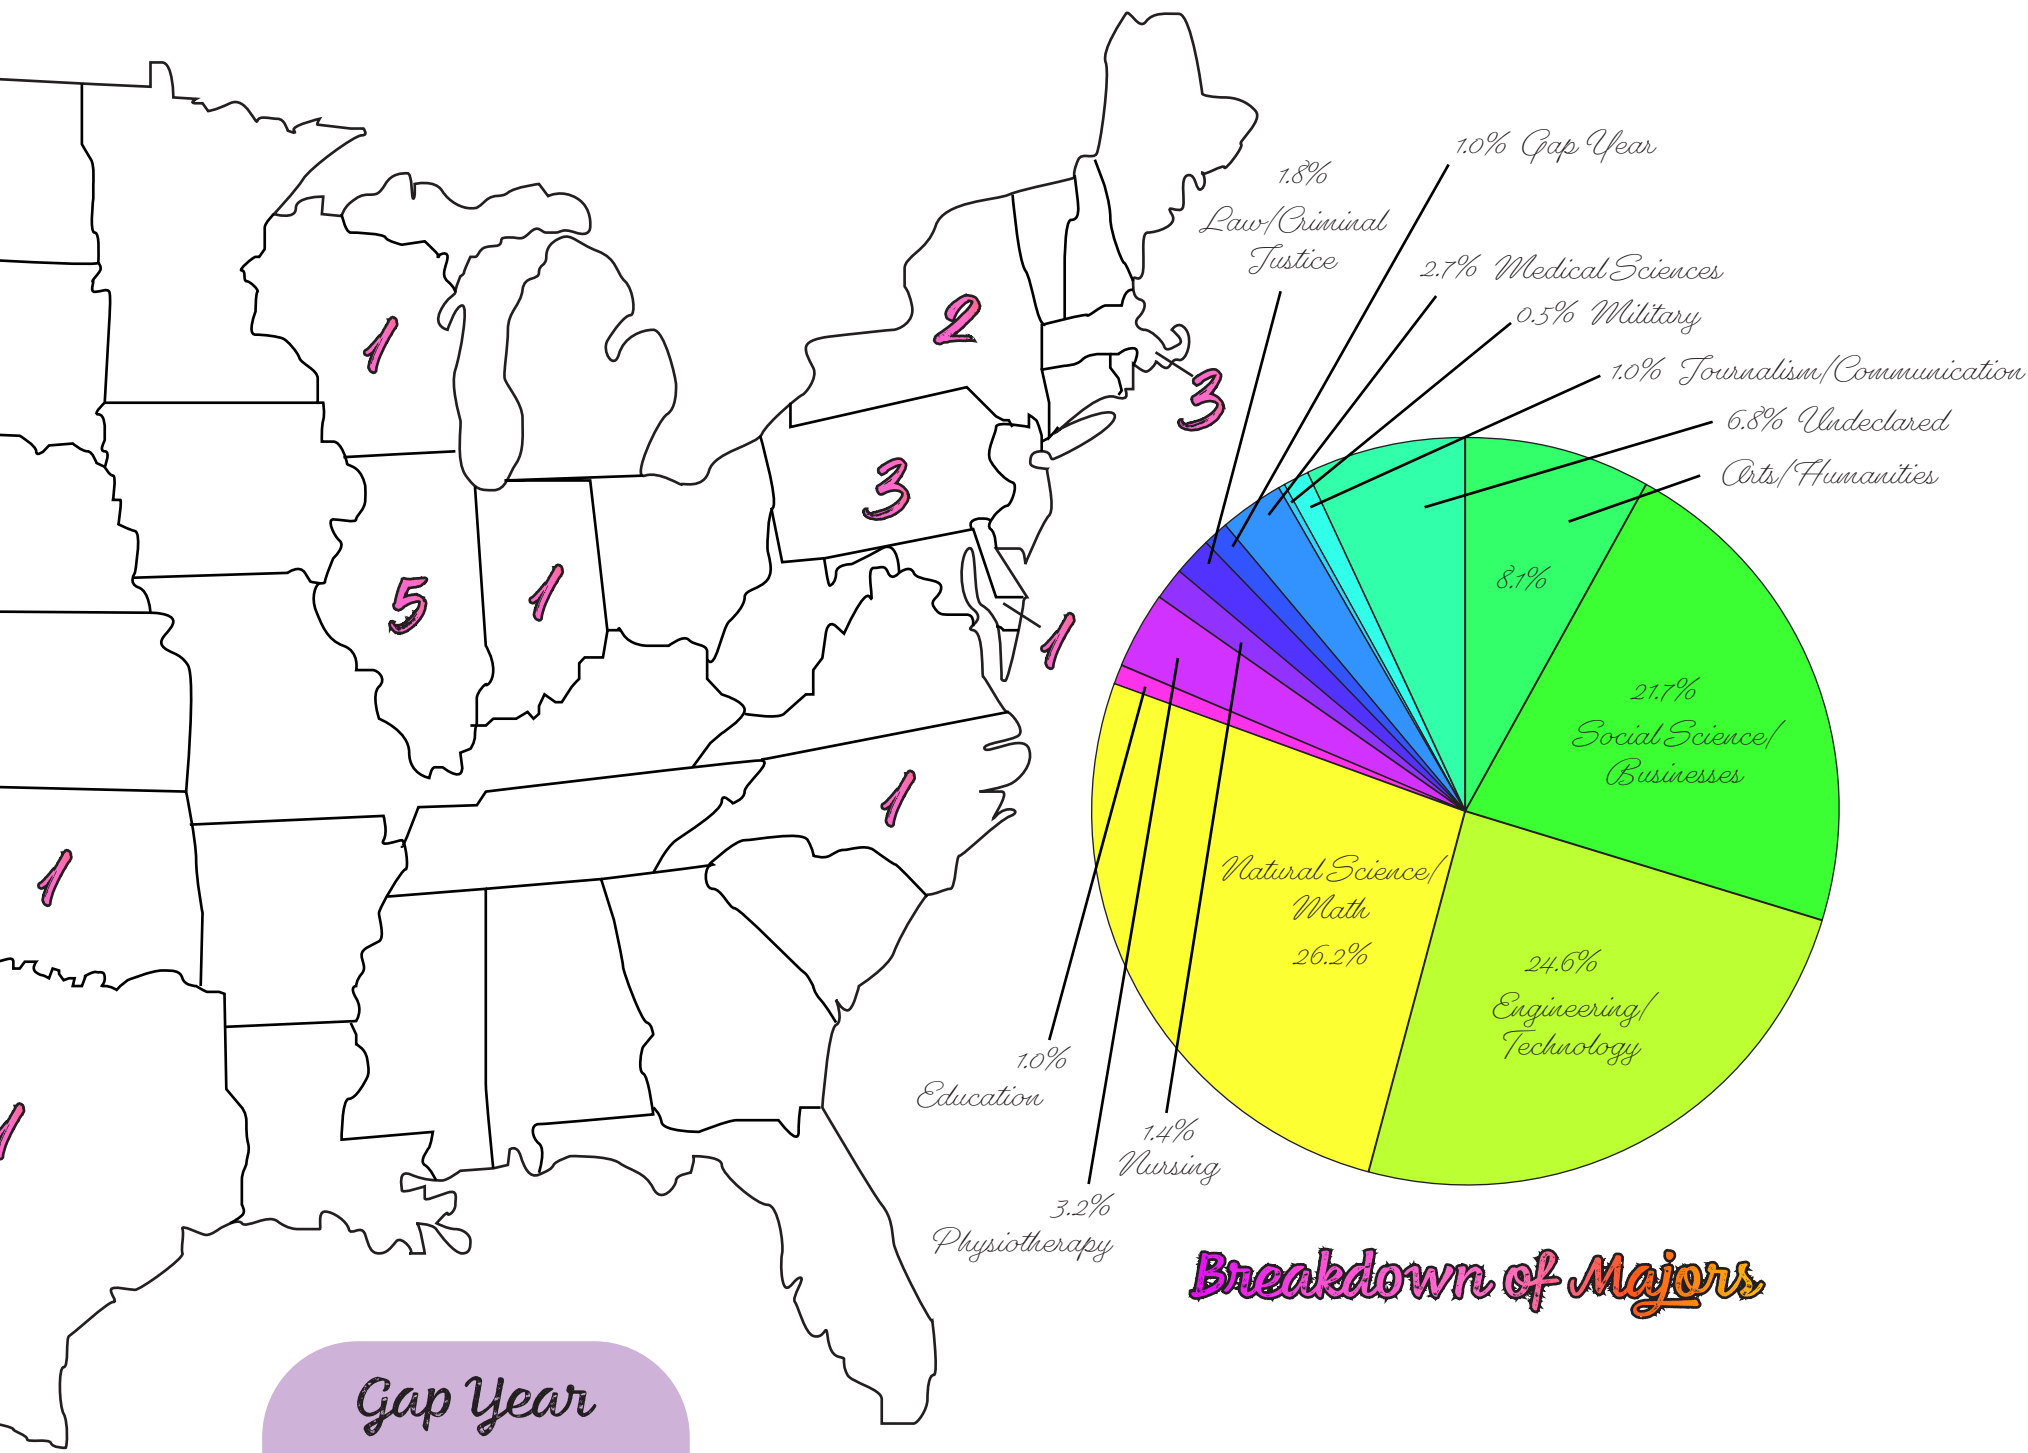 1.0% Gap Year
1.8%
Law/Criminal
Justice
2.7% Medical Sciences
0.5% Military
1.0% Journalism/Communication
6.8% Undeclared
Arts/Humanities
8.1%
21.7%
Social Science/
Businesses
24.6%
Engineering/
Technology
Natural Science/
Math
26.2%
1.0%
Education
1.4%
Nursing
3.2%
Physiotherapy
Breakdown of Majors
2
1
3
3
5
1
1
1
1
1
Gap Year